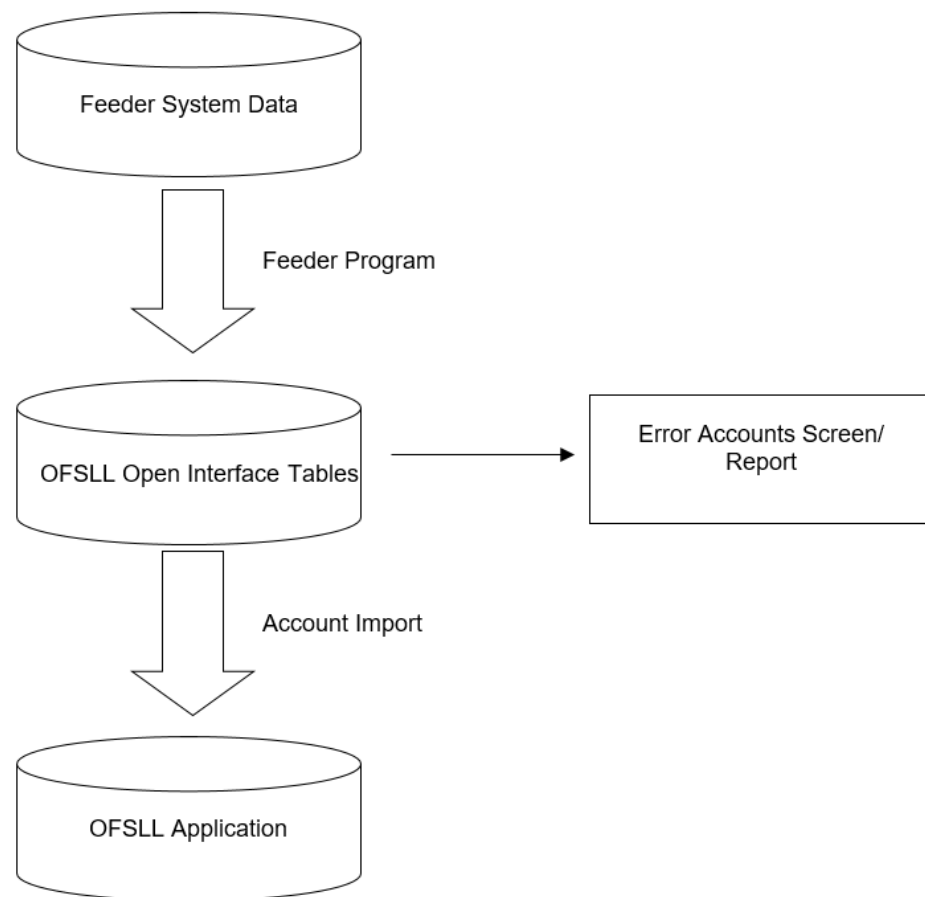 Feeder System Data
Feeder Program
OFSLL Open Interface Tables
Error Accounts Screen/
Report
Account Import
OFSLL Application